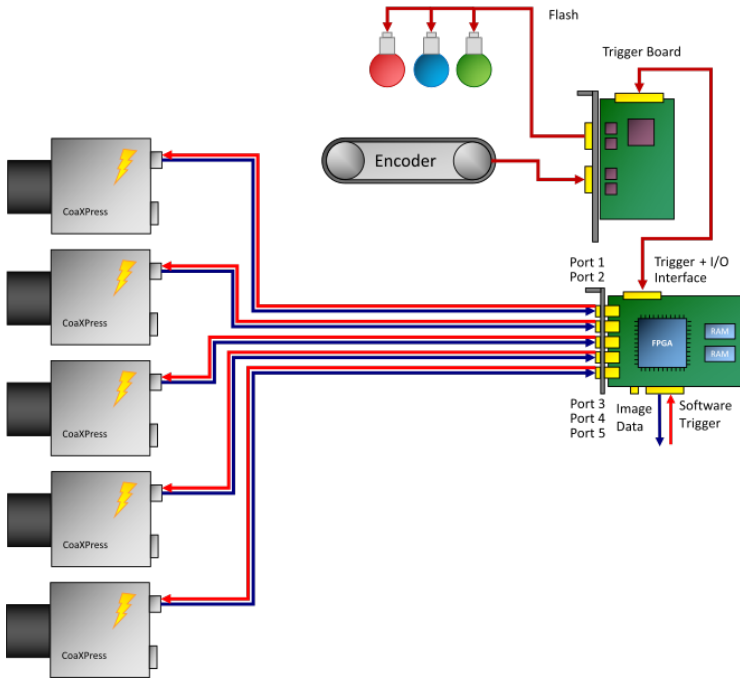 Flash
Trigger Board
Encoder
CoaXPress
Port 1
Port 2
Trigger + I/O
Interface
CoaXPress
FPGA
RAM
RAM
CoaXPress
Port 3
Port 4
Port 5
Image
Data
Software
Trigger
CoaXPress
CoaXPress